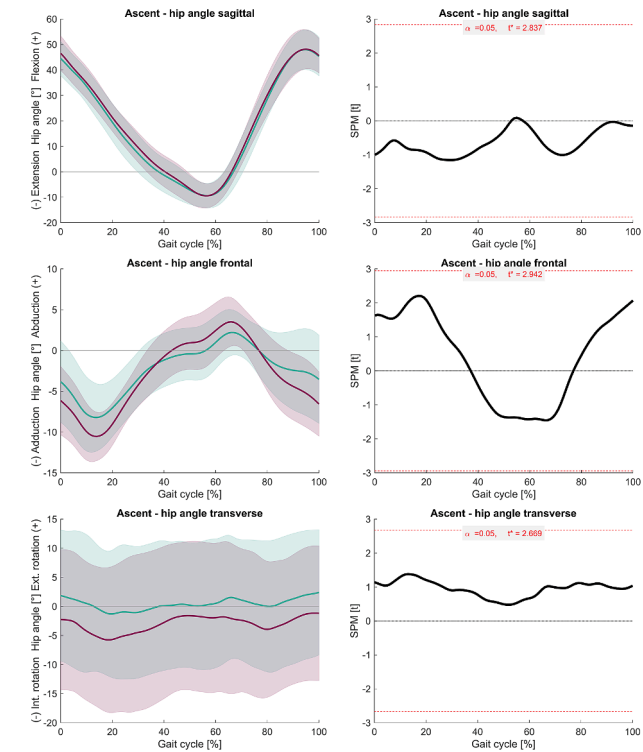 Ascent - hip angle sagittal
(-) Extension Hip angle [°] Flexion (+)
60
50
40
30
20
10
0
-10
-20
0 20 40 60 80 100
Gait cycle [%]
Ascent - hip angle sagittal
α =0.05, t* = 2.837
SPM [t]
3
2
1
0
-1
-2
-3
0 20 40 60 80 100
Gait cycle [%]
Ascent - hip angle frontal
(-) Adduction Hip angle [°] Abduction (+)
10
5
0
-5
-10
-15
0 20 40 60 80 100
Gait cycle [%]
Ascent - hip angle frontal
α =0.05, t* = 2.942
SPM [t]
3
2
1
0
-1
-2
-3
0 20 40 60 80 100
Gait cycle [%]
Ascent - hip angle transverse
(-) Int. rotation Hip angle [°] Ext. rotation (+)
15
10
5
0
-5
-10
-15
-20
0 20 40 60 80 100
Gait cycle [%]
Ascent - hip angle transverse
α =0.05, t* = 2.669
SPM [t]
3
2
1
0
-1
-2
-3
0 20 40 60 80 100
Gait cycle [%]